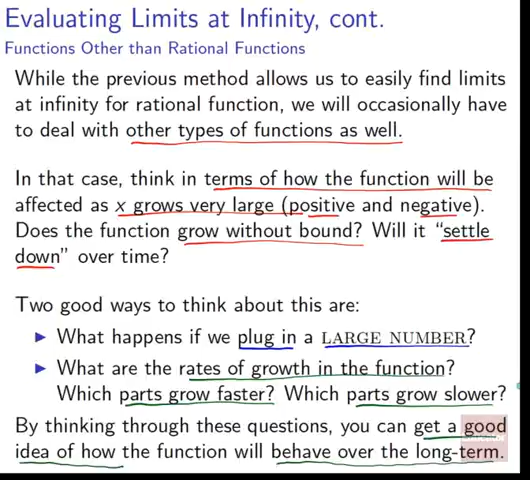 Evaluating Limits at Infinity, cont.
Functions Other than Rational Functions
While the previous method allows us to easily find limits
at infinity for rational function, we will occasionally have
to deal with other types of functions as well.
In that case, think in terms of how the function will be
affected as x grows very large (positive and negative).
Does the function grow without bound? Will it “settle
down” over time?
Two good ways to think about this are:
▶ What happens if we plug in a LARGE NUMBER?
▶ What are the rates of growth in the function?
Which parts grow faster? Which parts grow slower?
By thinking through these questions, you can get a good
idea of how the function will behave over the long-term.